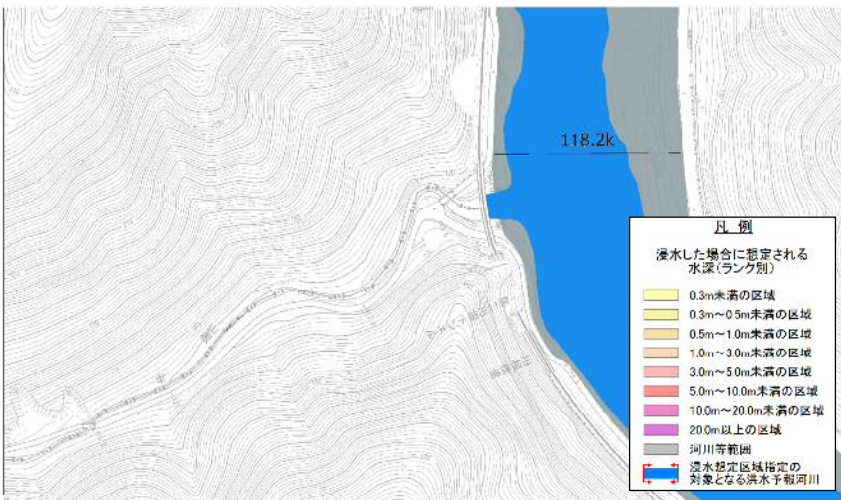 118.2k
凡 例
浸水した場合に想定される
水深(ランク別)
0.3m未満の区域
0.3m～0.5m未満の区域
0.5m～1.0m未満の区域
1.0m～3.0m未満の区域
3.0m～5.0m未満の区域
5.0m～10.0m未満の区域
10.0m～20.0m未満の区域
20.0m以上の区域
河川等範囲
浸水想定区域指定の
対象となる洪水予報河川